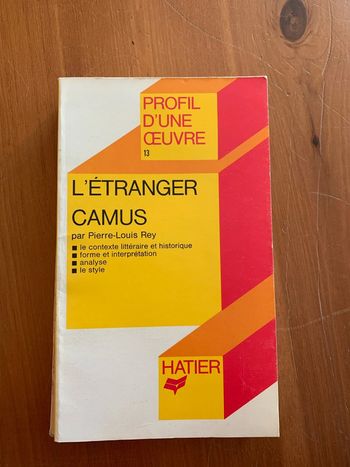 PROFIL
D'UNE
ŒUVRE
13
L'ÉTRANGER
CAMUS
par Pierre-Louis Rey
■ le contexte littéraire et historique
■ forme et interprétation
■ analyse
■ le style
HATIER